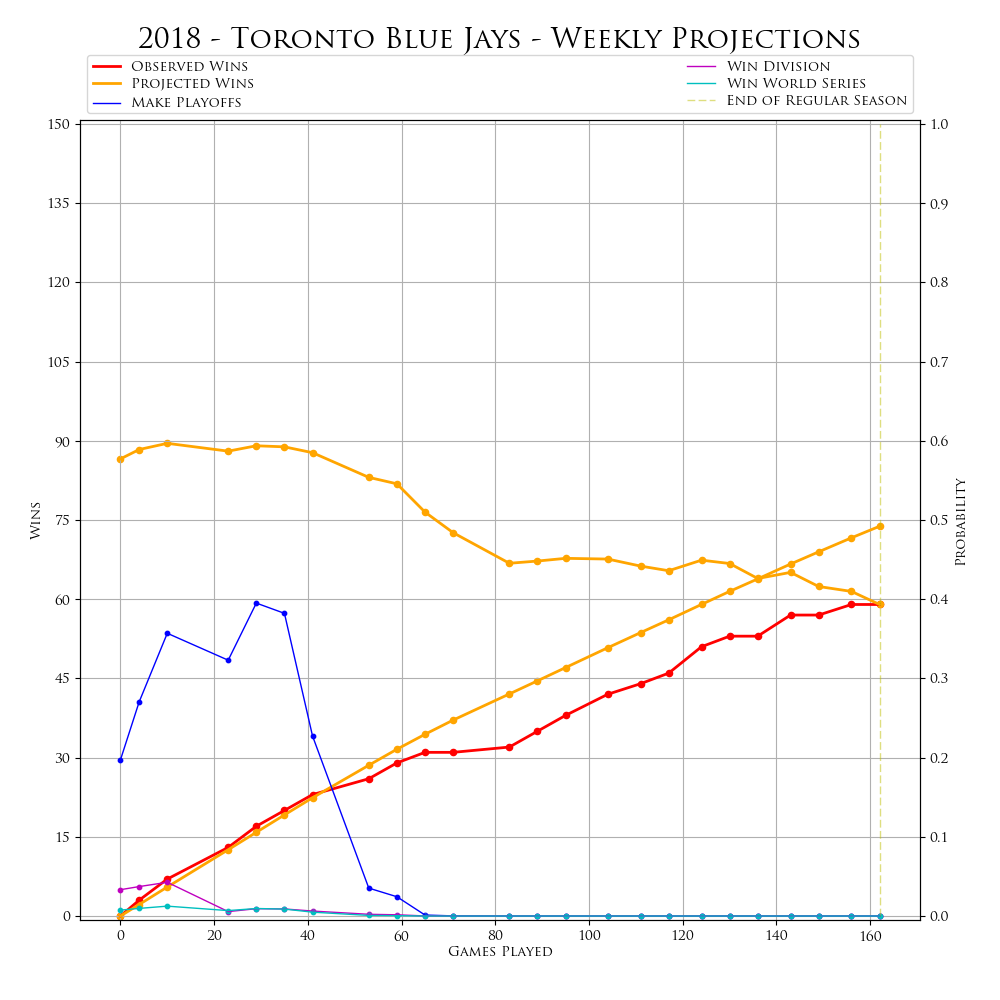 2018 - Toronto Blue Jays - Weekly Projections
Observed Wins
Projected Wins
Make Playoffs
Win Division
Win World Series
End of Regular Season
150
135
120
105
90
75
60
45
30
15
0
Wins
1.0
0.9
0.8
0.7
0.6
0.5
0.4
0.3
0.2
0.1
0.0
Probability
0 20 40 60 80 100 120 140 160
Games Played